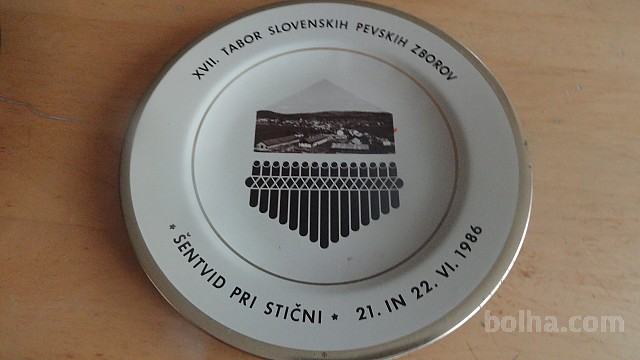 XVII. TABOR SLOVENSKIH PEVSKIH ZBOROV
* ŠENTVID PRI STIČNI * 21. IN 22. VI. 1986
bolha.com